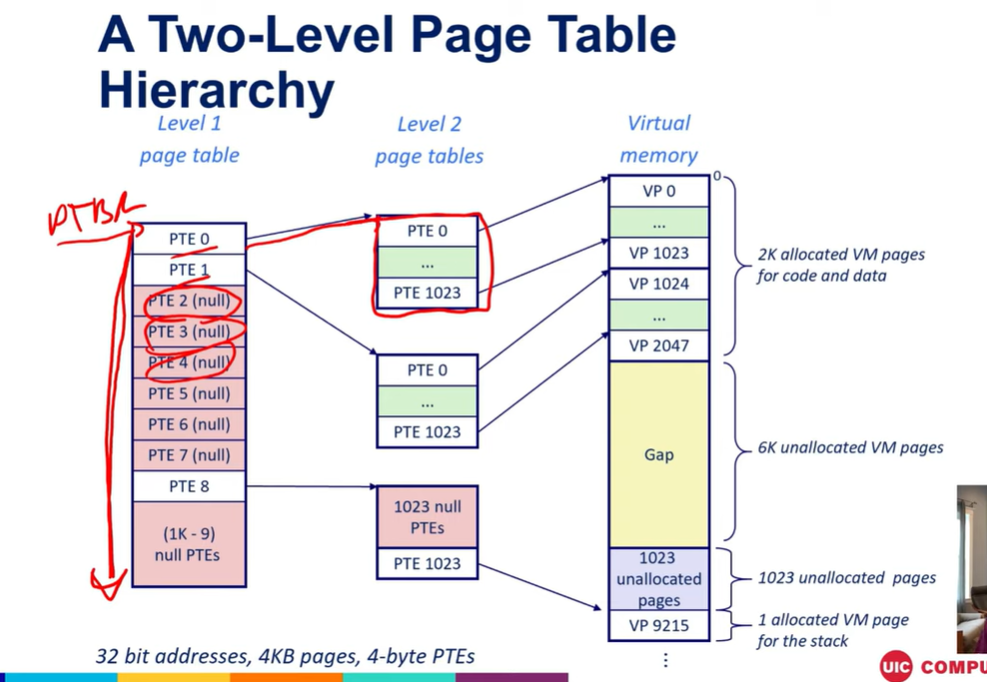 A Two-Level Page Table
Hierarchy
Level 1
page table
Level 2
page tables
Virtual
memory
PTBR
PTE 0
PTE 1
PTE 2 (null)
PTE 3 (null)
PTE 4 (null)
PTE 5 (null)
PTE 6 (null)
PTE 7 (null)
PTE 8
(1K - 9)
null PTEs
PTE 0
...
PTE 1023
PTE 0
...
PTE 1023
1023 null
PTEs
PTE 1023
0
VP 0
...
VP 1023
VP 1024
...
VP 2047
Gap
1023
unallocated
pages
VP 9215
...
2K allocated VM pages
for code and data
6K unallocated VM pages
1023 unallocated pages
1 allocated VM page
for the stack
32 bit addresses, 4KB pages, 4-byte PTEs
UIC COMPU